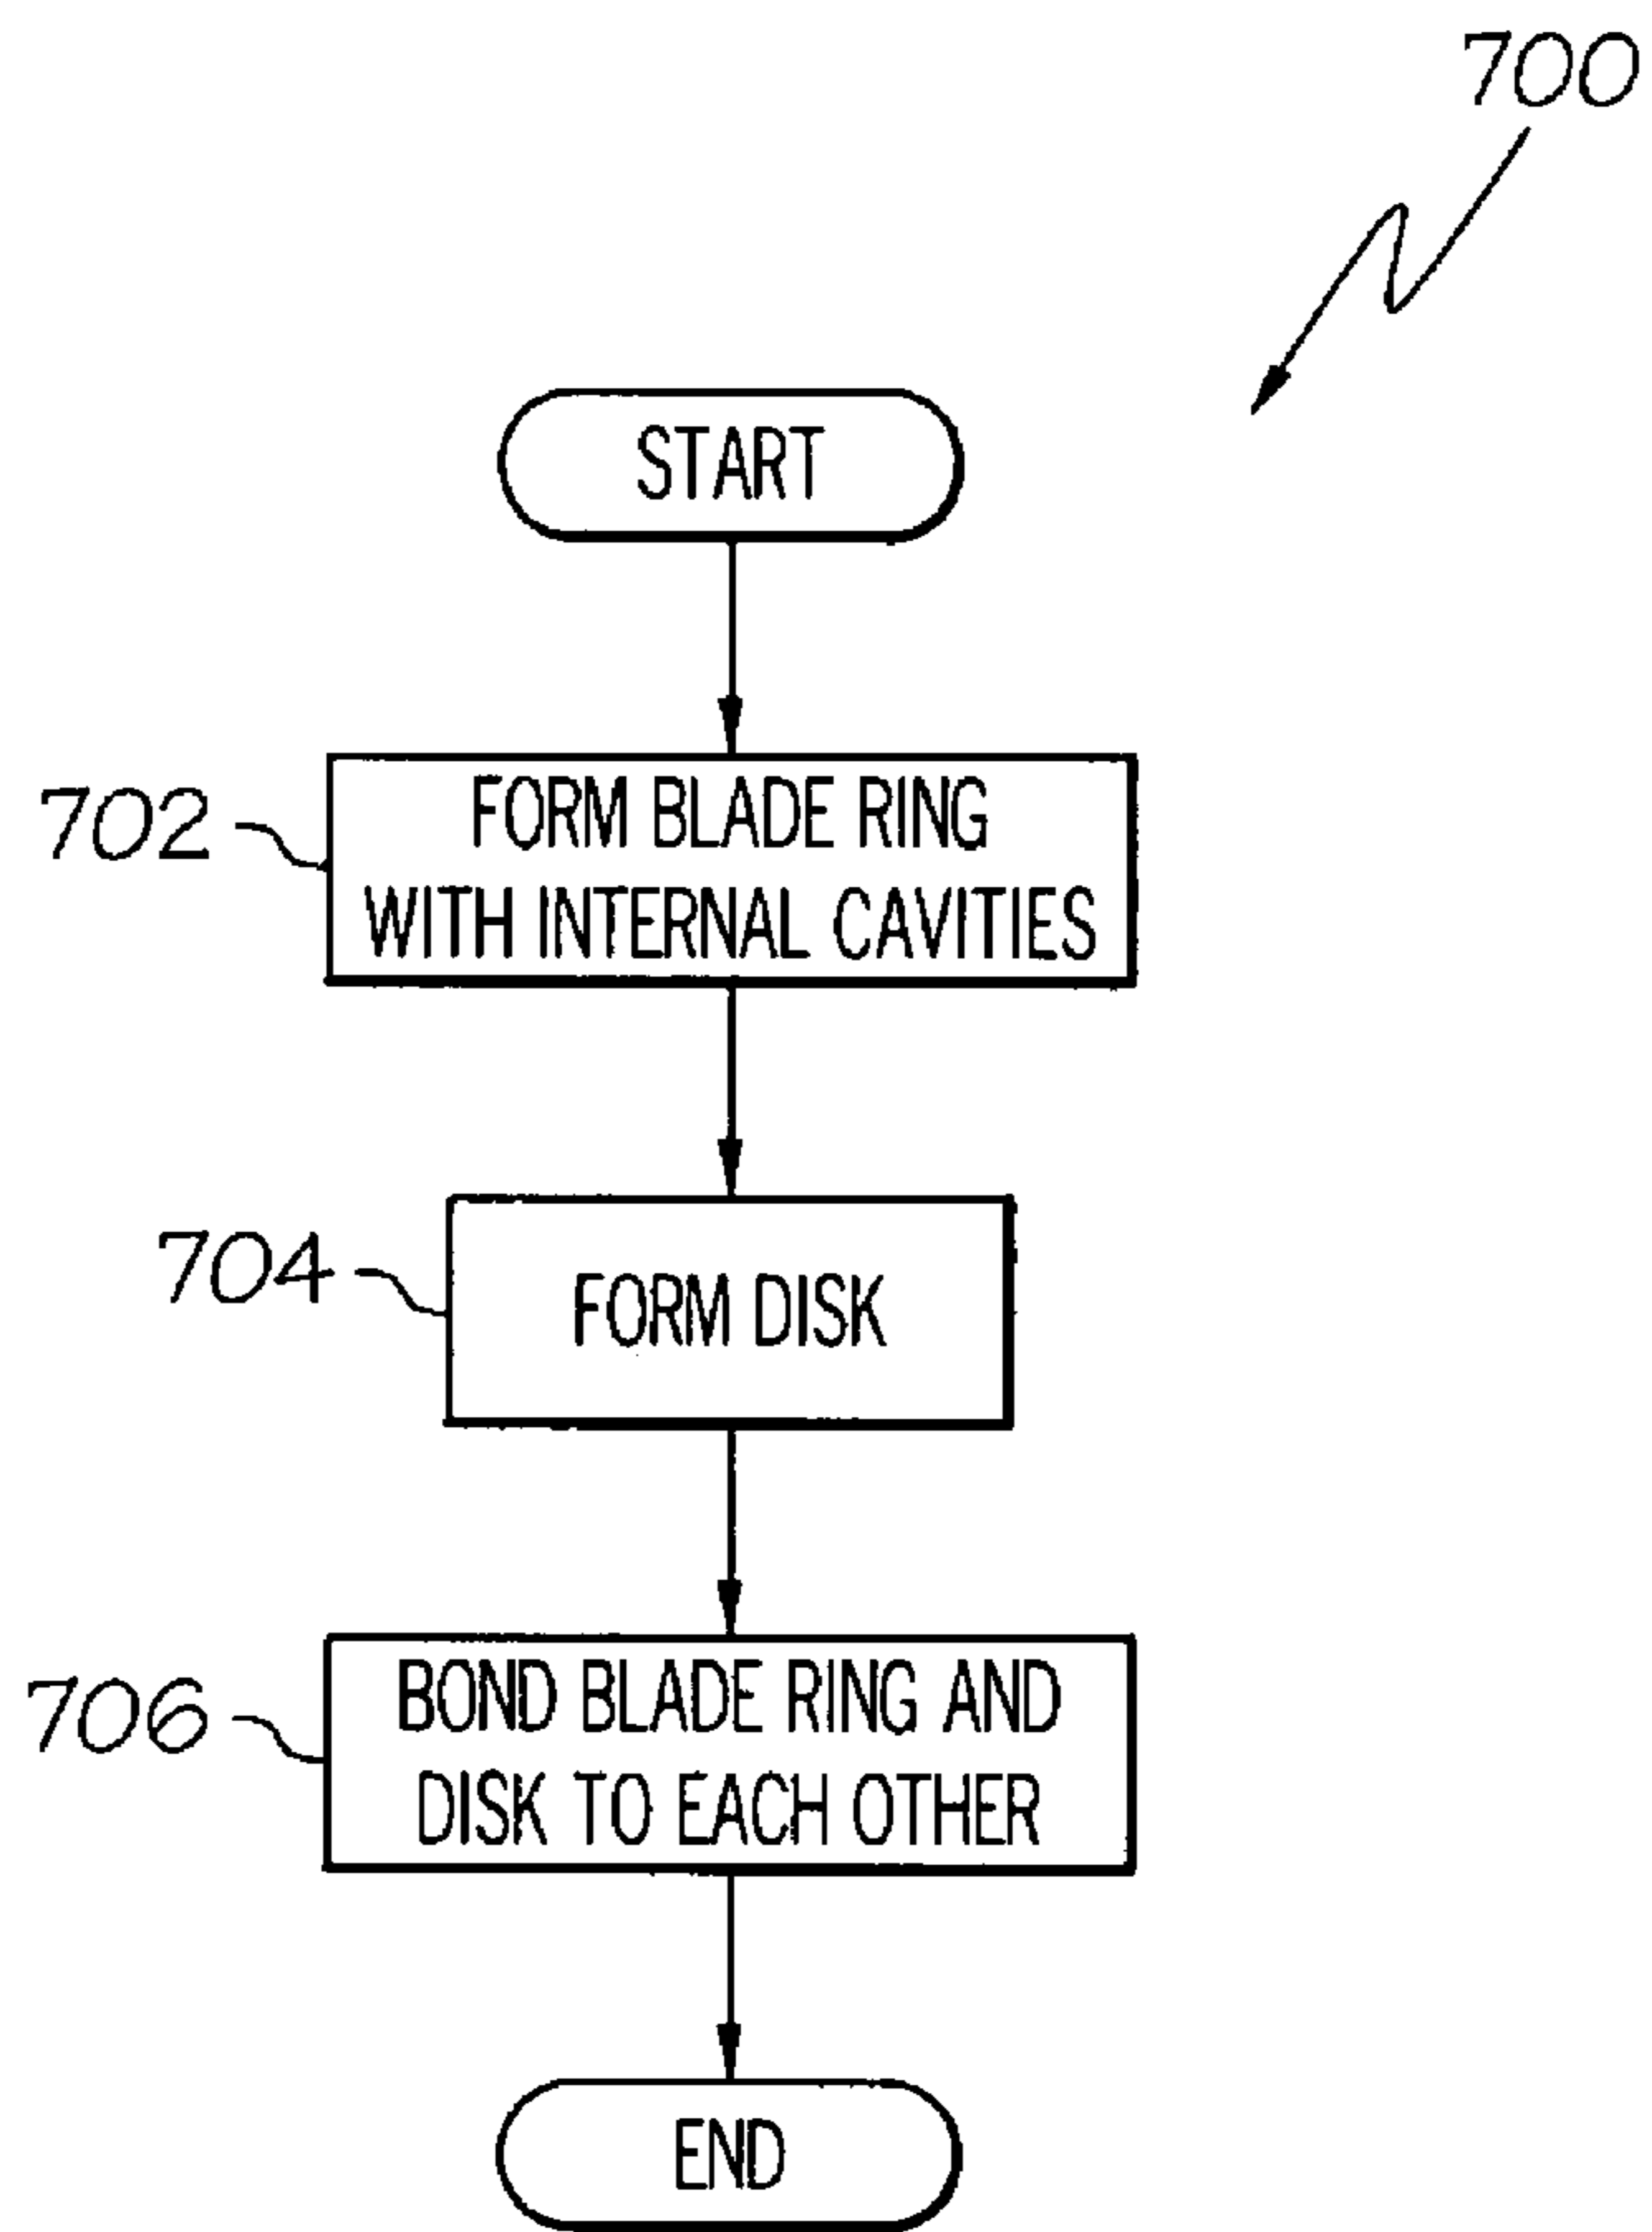 700
START
702
FORM BLADE RING
WITH INTERNAL CAVITIES
704
FORM DISK
706
BOND BLADE RING AND
DISK TO EACH OTHER
END